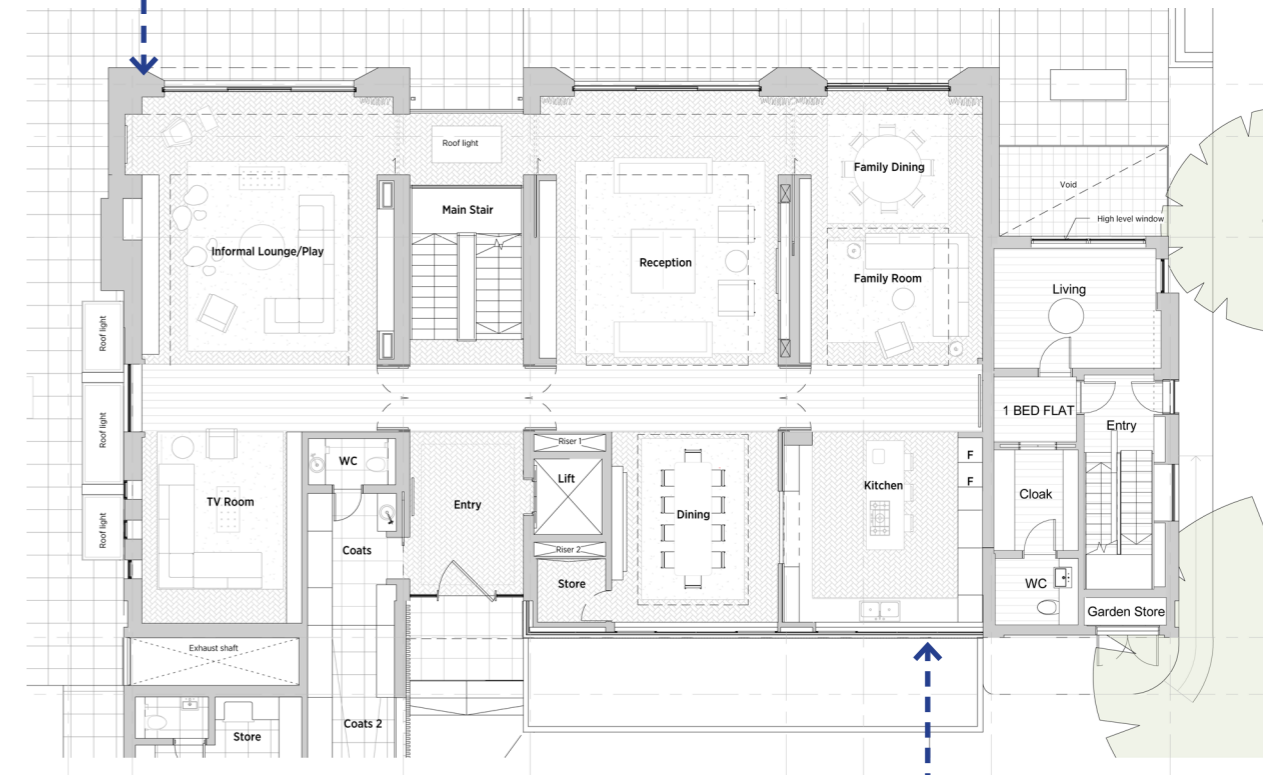 Roof light
Main Stair
Informal Lounge/Play
Reception
Family Dining
Family Room
Void
High level window
Living
Roof light
Roof light
Roof light
1 BED FLAT
Entry
Cloak
WC
Garden Store
TV Room
WC
Coats
Entry
Riser 1
Lift
Riser 2
Store
Dining
Kitchen
F
F
Exhaust shaft
Store
Coats 2